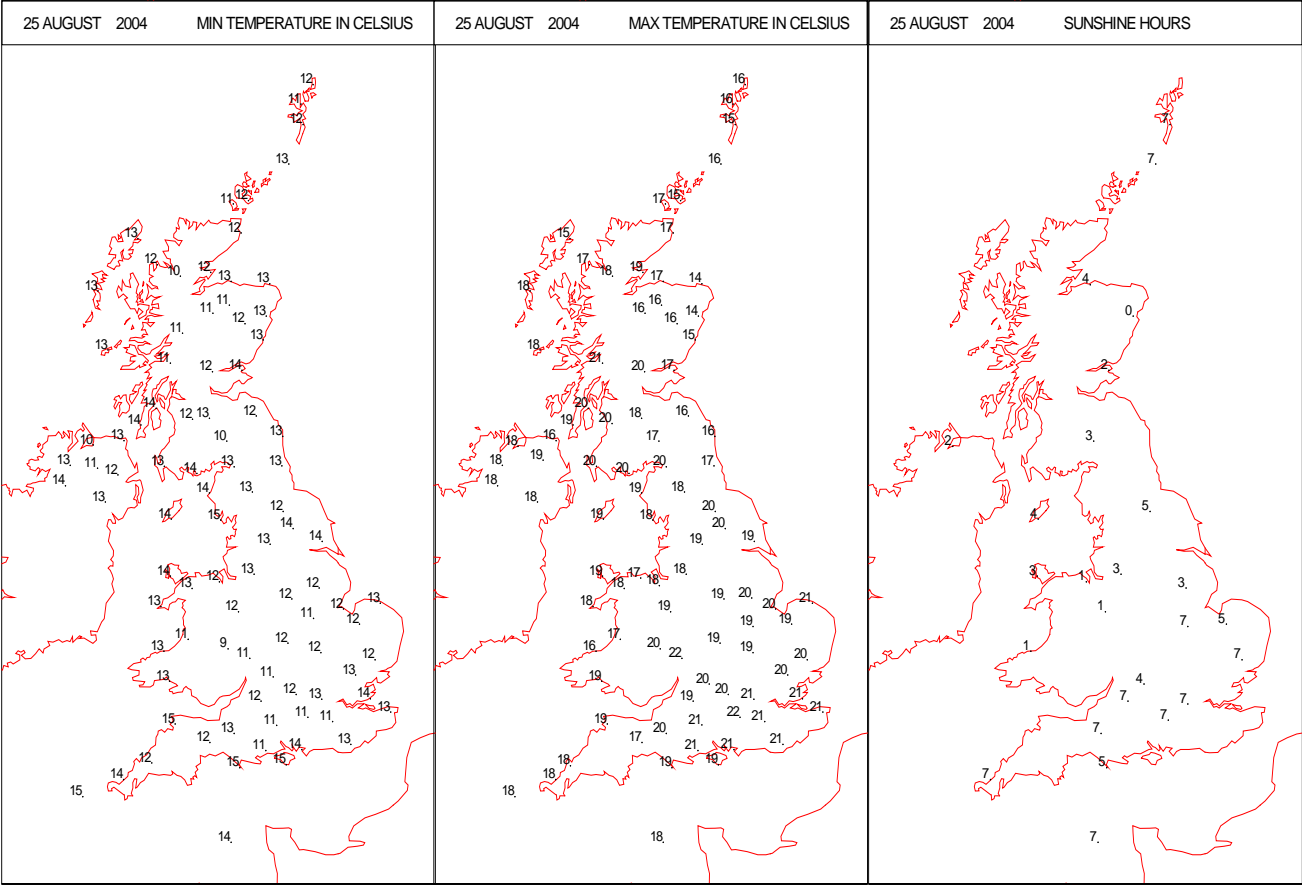 25 AUGUST 2004 MIN TEMPERATURE IN CELSIUS
12
11
12
13
11 12
12
13
12
10 12
13 13
13
11
11 12 13
11 13
13
11 12 14
14
14 12 13 12
10 13 10 13
13 11 12 13 14 13 13
14 14 13
13 12
14 15 14
13 14
14 13 12 13
13 12 12 12 13
11 12
11 12
13 9 11 12 12
13 11 13
12 12 13 14
15 13 11 11 11 13
12 11 14 13
12 15 15
14
15
14
25 AUGUST 2004 MAX TEMPERATURE IN CELSIUS
16
16
15
16
17 15
17
15
17
18 19
18 17 14
16
16 16 14
18 15
21 20 17
20
19 20 18 16
18 16 17 16
18 19 20 20 20 16
18 19 18
18 20
19 18 20
19 19
19 17 18
18 18 19 20
18 19 20 21
19 19
17 20 19
16 22 19 20
19 20 20
19 20 21 21
19 20 21 22 21 21
17 21 21 21
18 19 19
18
18
18
25 AUGUST 2004 SUNSHINE HOURS
7
7
4
0
2
2 3
5
4
3 1 3 3
1 7 5
1 7
4
7 7
7 7
7 5
7